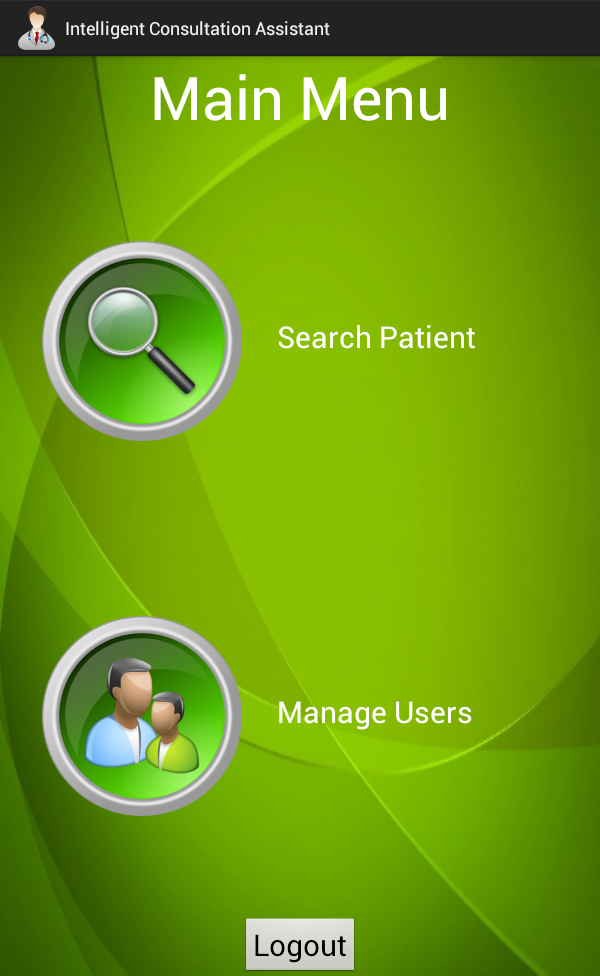 Intelligent Consultation Assistant
Main Menu
Search Patient
Manage Users
Logout